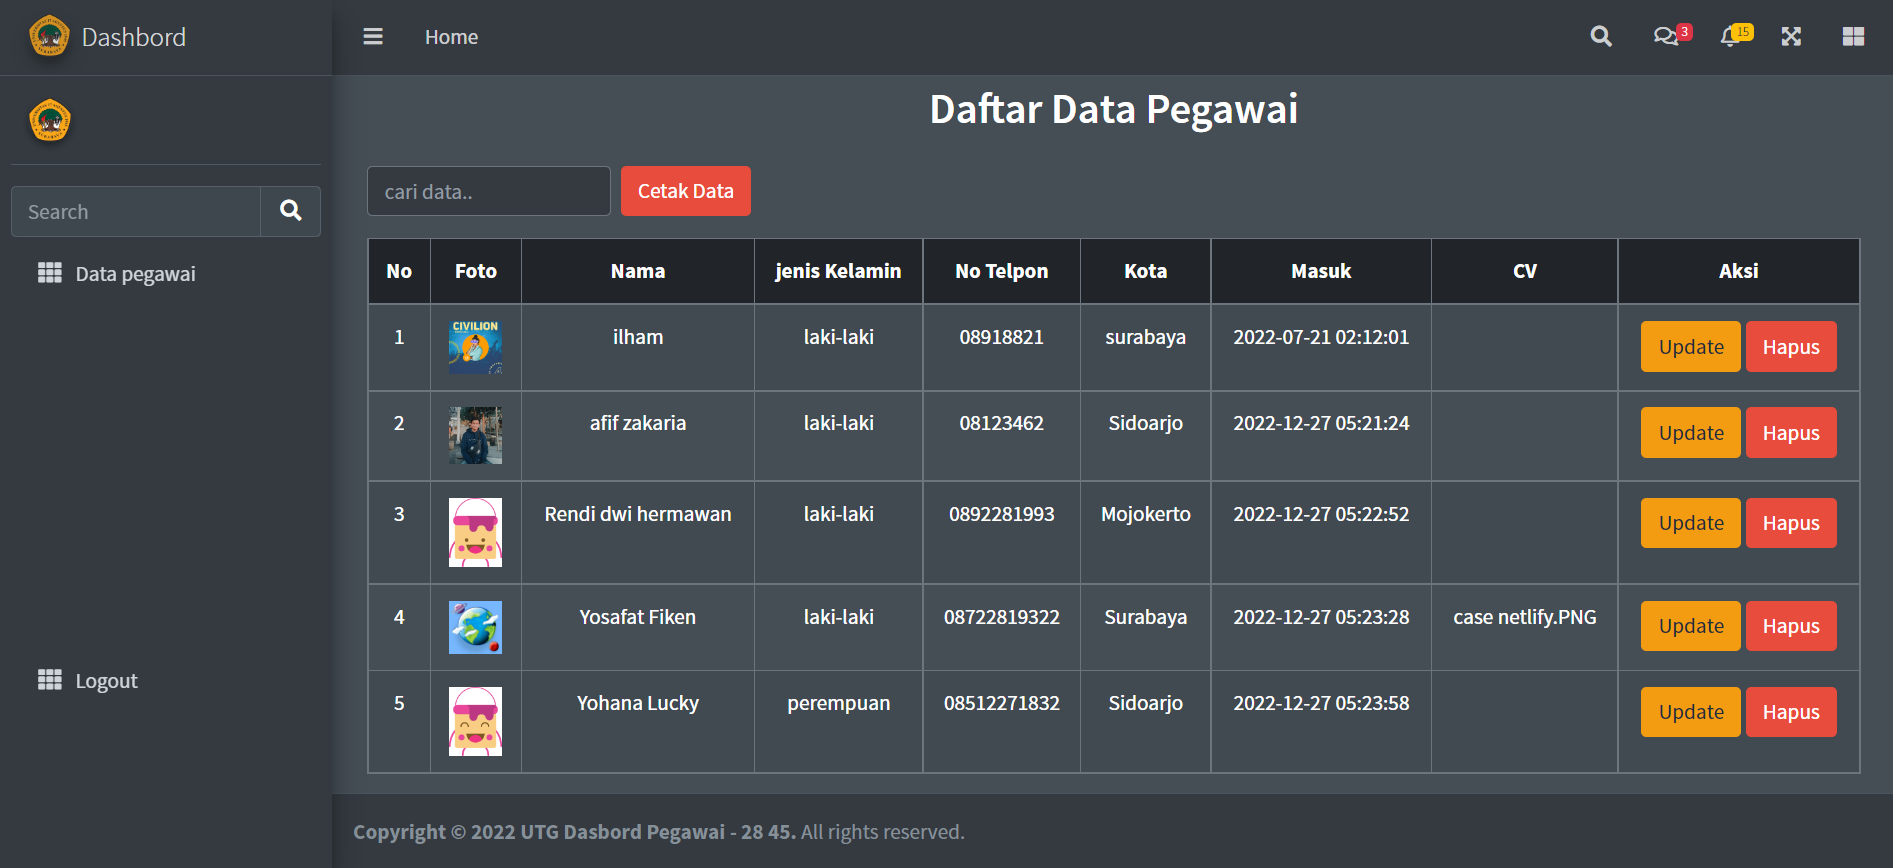 Dashbord
Home
3
15
Search
Data pegawai
Logout
Daftar Data Pegawai
cari data..
Cetak Data
No Foto Nama jenis Kelamin No Telpon Kota Masuk CV Aksi
1 CIVILION ilham laki-laki 08918821 surabaya 2022-07-21 02:12:01 Update Hapus
2 afif zakaria laki-laki 08123462 Sidoarjo 2022-12-27 05:21:24 Update Hapus
3 Rendi dwi hermawan laki-laki 0892281993 Mojokerto 2022-12-27 05:22:52 Update Hapus
4 Yosafat Fiken laki-laki 08722819322 Surabaya 2022-12-27 05:23:28 case netlify.PNG Update Hapus
5 Yohana Lucky perempuan 08512271832 Sidoarjo 2022-12-27 05:23:58 Update Hapus
Copyright © 2022 UTG Dasbord Pegawai - 28 45. All rights reserved.